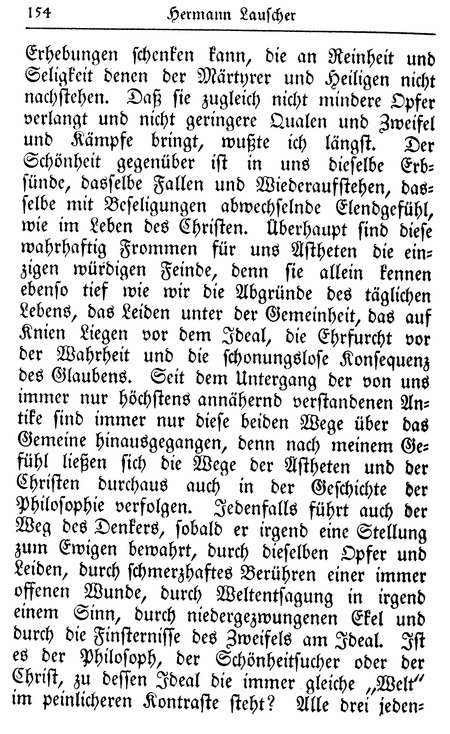 154 Hermann Lauscher
Erhebungen schenken kann, die an Reinheit und
Seligkeit denen der Märtyrer und Heiligen nicht
nachstehen. Daß sie zugleich nicht mindere Opfer
verlangt und nicht geringere Qualen und Zweifel
und Kämpfe bringt, wußte ich längst. Der
Schönheit gegenüber ist in uns dieselbe Erb-
sünde, dasselbe Fallen und Wiederaufstehen, das-
selbe mit Beseligungen abwechselnde Elendgefühl,
wie im Leben des Christen. Überhaupt sind diese
wahrhaftig Frommen für uns Ästheten die ein-
zigen würdigen Feinde, denn sie allein kennen
ebenso tief wie wir die Abgründe des täglichen
Lebens, das Leiden unter der Gemeinheit, das auf
Knien Liegen vor dem Ideal, die Ehrfurcht vor
der Wahrheit und die schonungslose Konsequenz
des Glaubens. Seit dem Untergang der von uns
immer nur höchstens annähernd verstandenen An-
tike sind immer nur diese beiden Wege über das
Gemeine hinausgegangen, denn nach meinem Ge-
fühl ließen sich die Wege der Ästheten und der
Christen durchaus auch in der Geschichte der
Philosophie verfolgen. Jedenfalls führt auch der
Weg des Denkers, sobald er irgend eine Stellung
zum Ewigen bewahrt, durch dieselben Opfer und
Leiden, durch schmerzhaftes Berühren einer immer
offenen Wunde, durch Weltentsagung in irgend
einem Sinn, durch niedergezwungenen Ekel und
durch die Finsternisse des Zweifels am Ideal. Ist
es der Philosoph, der Schönheitsucher oder der
Christ, zu dessen Ideal die immer gleiche „Welt“
im peinlicheren Kontraste steht? Alle drei jeden-